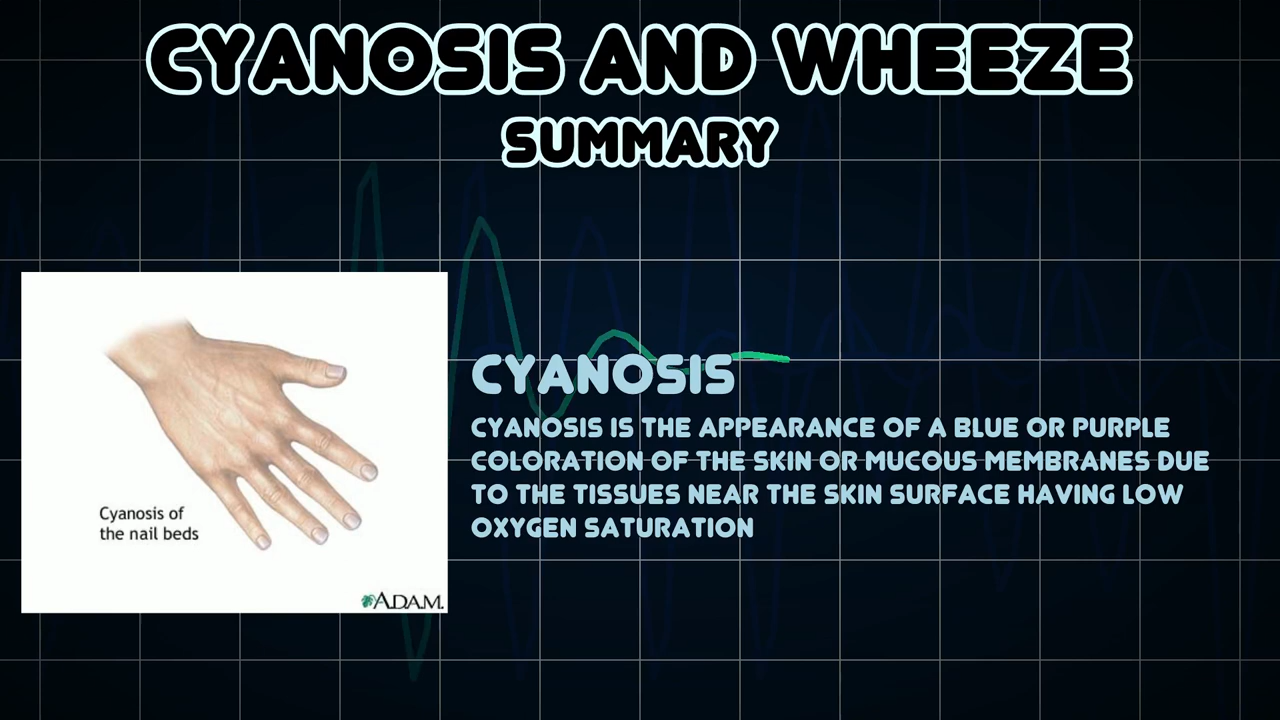 CYANOSIS AND WHEEZE
SUMMARY
CYANOSIS
CYANOSIS IS THE APPEARANCE OF A BLUE OR PURPLE
COLORATION OF THE SKIN OR MUCOUS MEMBRANES DUE
TO THE TISSUES NEAR THE SKIN SURFACE HAVING LOW
OXYGEN SATURATION
Cyanosis of
the nail beds
A.D.A.M.